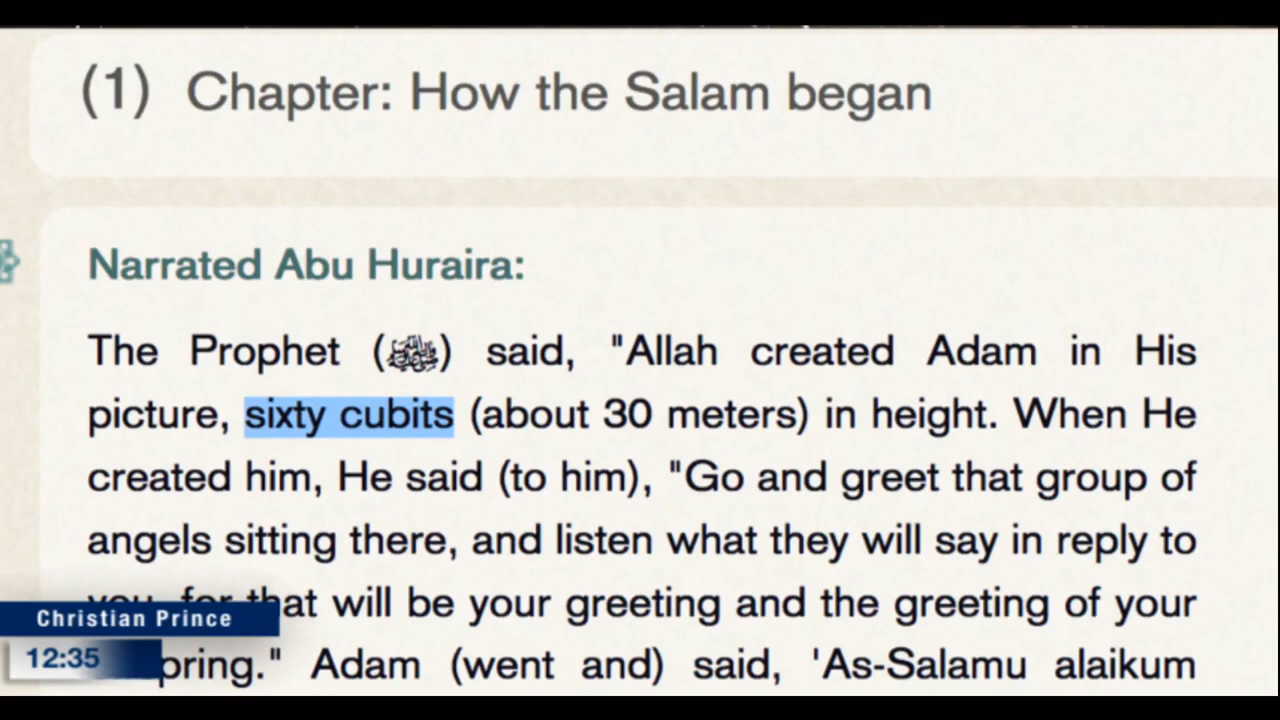 (1) Chapter: How the Salam began
Narrated Abu Huraira:
The Prophet (ﷺ) said, "Allah created Adam in His
picture, sixty cubits (about 30 meters) in height. When He
created him, He said (to him), "Go and greet that group of
angels sitting there, and listen what they will say in reply to
that will be your greeting and the greeting of your
Christian Prince
12:35
pring." Adam (went and) said, 'As-Salamu alaikum